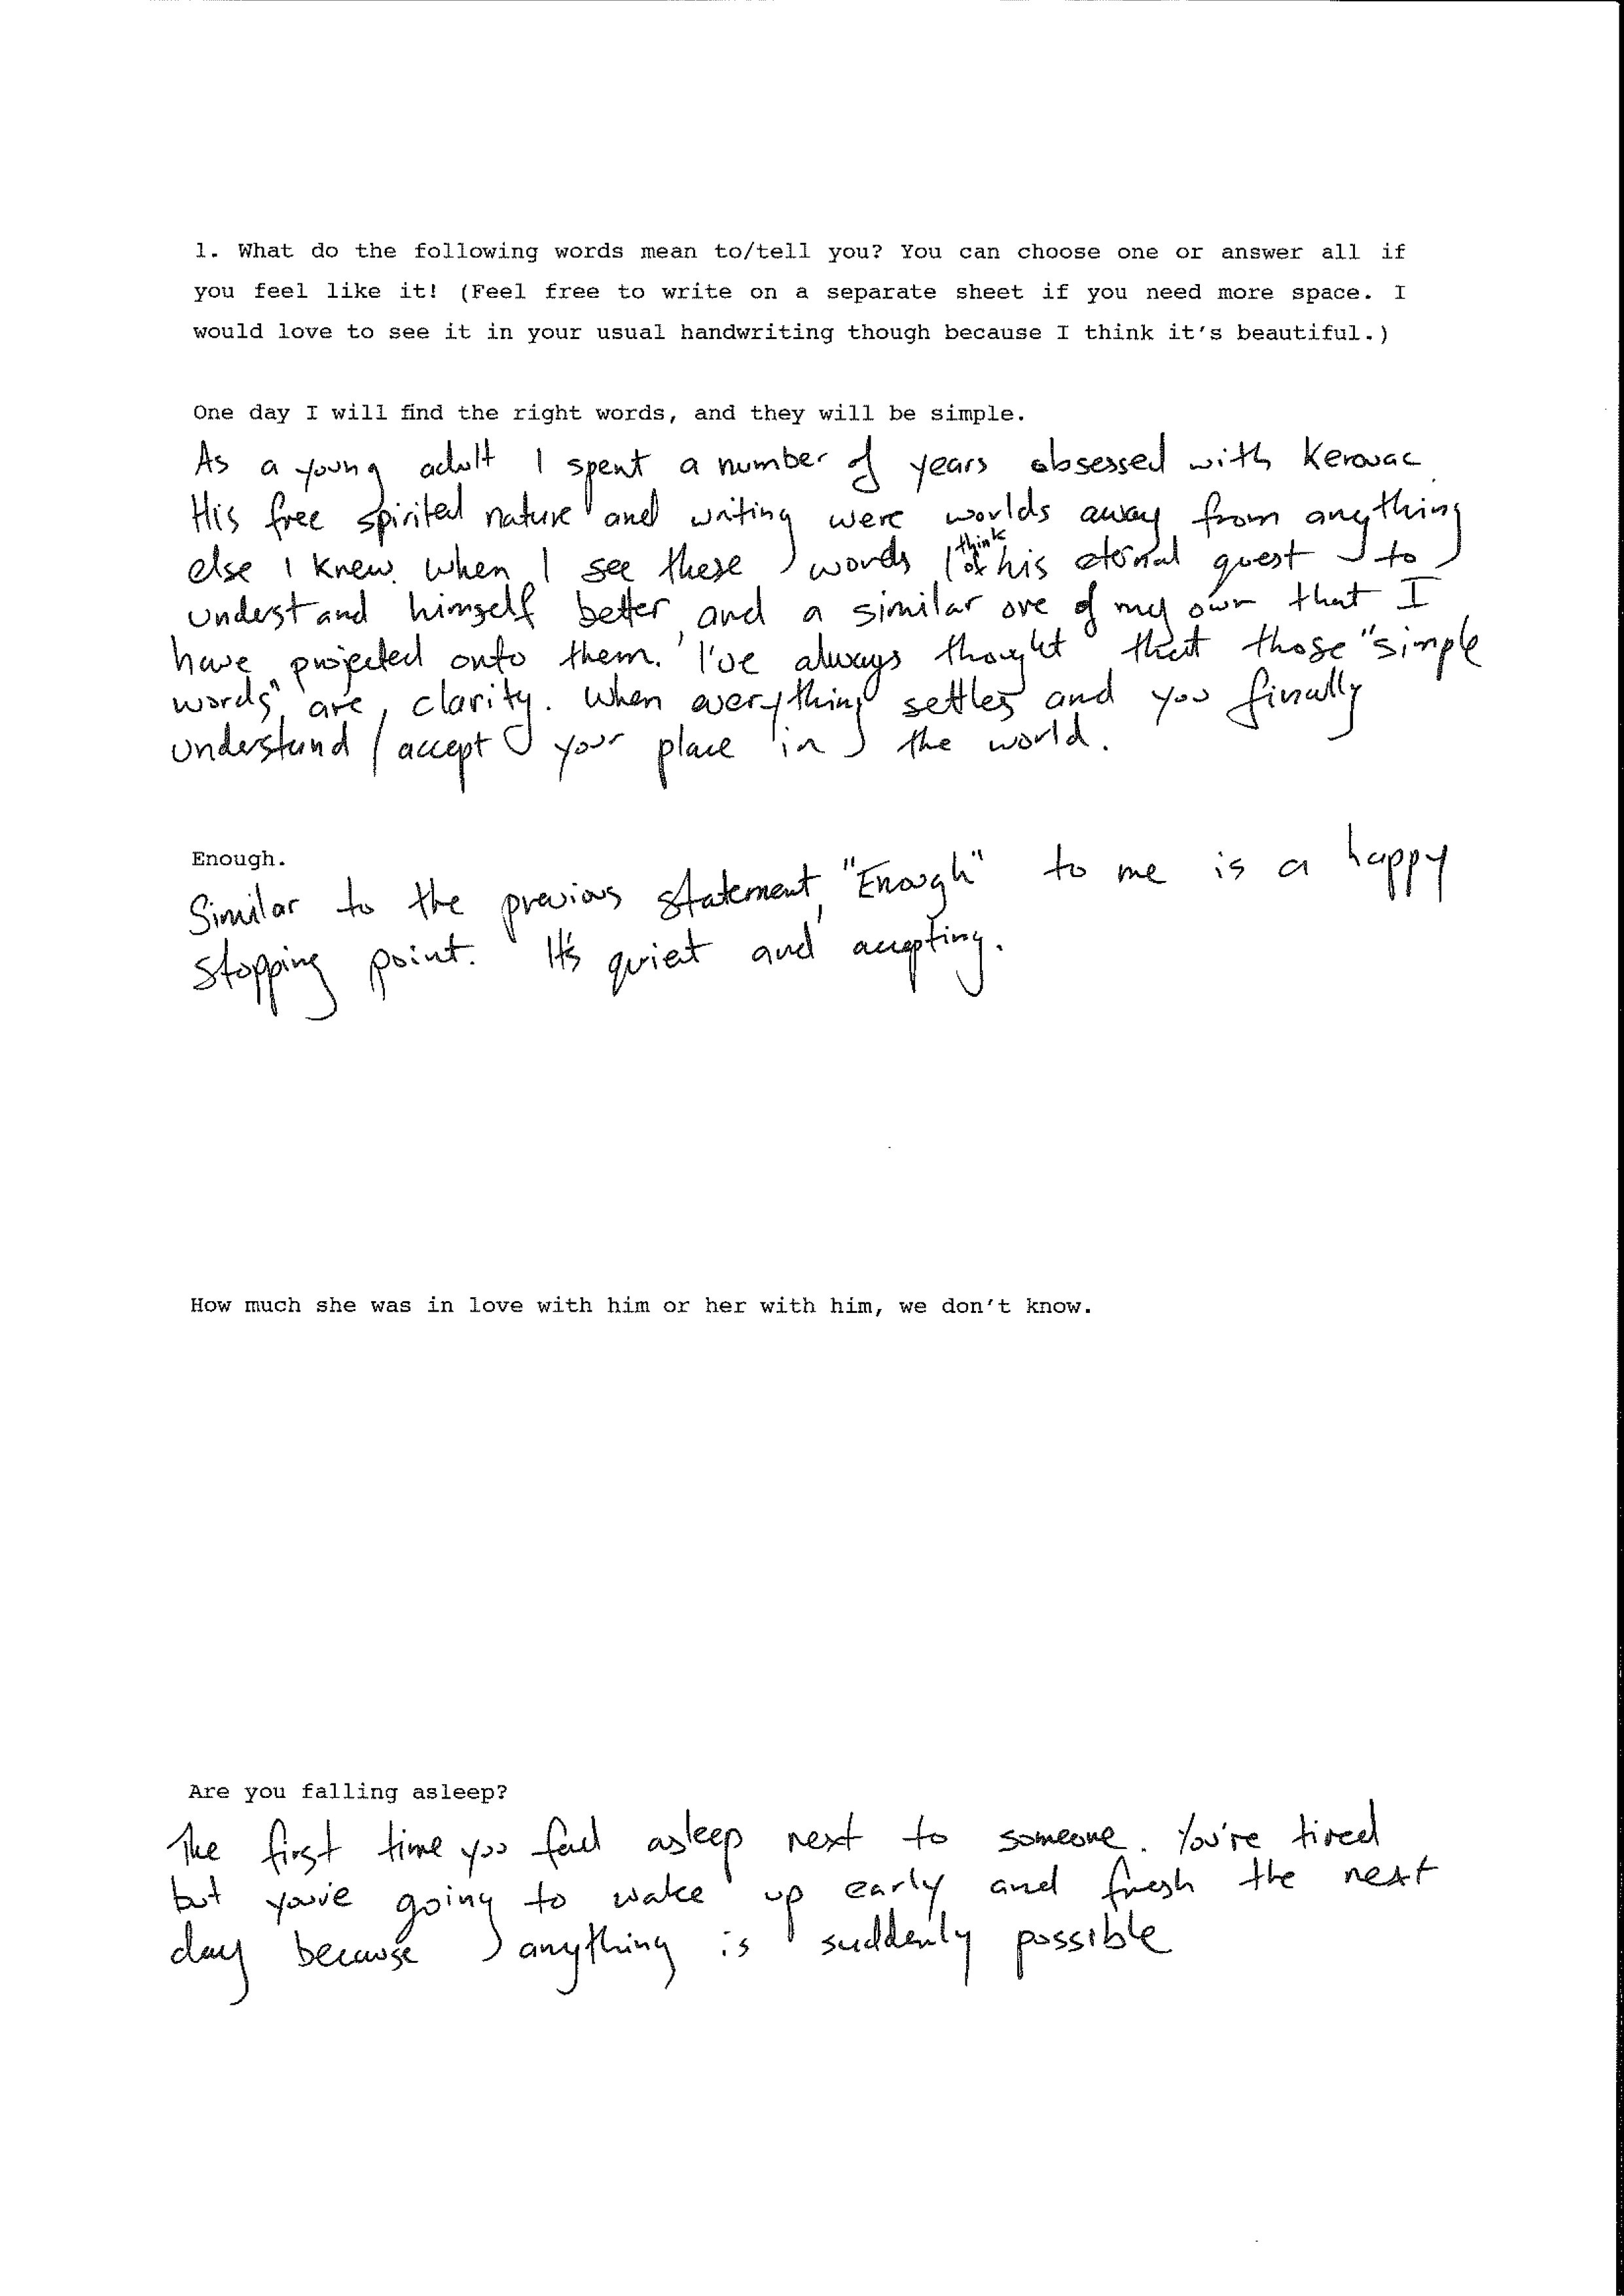 1. What do the following words mean to/tell you? You can choose one or answer all if
you feel like it! (Feel free to write on a separate sheet if you need more space. I
would love to see it in your usual handwriting though because I think it's beautiful.)
One day I will find the right words, and they will be simple.
As a young adult I spent a number of years obsessed with Kerouac.
His free spirited nature and writing were worlds away from anything
else I knew. When I see these words I think of his eternal quest to
understand himself better, and a similar one of my own that I
have projected onto them. I've always thought that those "simple
words" are, clarity. When everything settles and you finally
understand / accept your place in the world.
Enough.
Similar to the previous statement, "Enough" to me is a happy
stopping point. It's quiet and accepting.
How much she was in love with him or her with him, we don't know.
Are you falling asleep?
The first time you fall asleep next to someone. You're tired
but you're going to wake up early and fresh the next
day because anything is suddenly possible